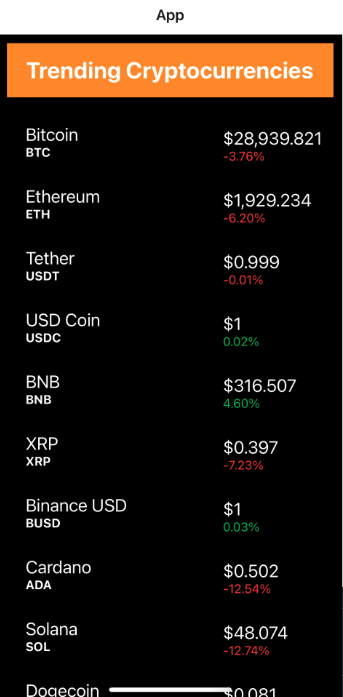 App
Trending Cryptocurrencies
Bitcoin $28,939.821
BTC -3.76%
Ethereum $1,929.234
ETH -6.20%
Tether $0.999
USDT -0.01%
USD Coin $1
USDC 0.02%
BNB $316.507
BNB 4.60%
XRP $0.397
XRP -7.23%
Binance USD $1
BUSD 0.03%
Cardano $0.502
ADA -12.54%
Solana $48.074
SOL -12.74%
Dogecoin $0.081